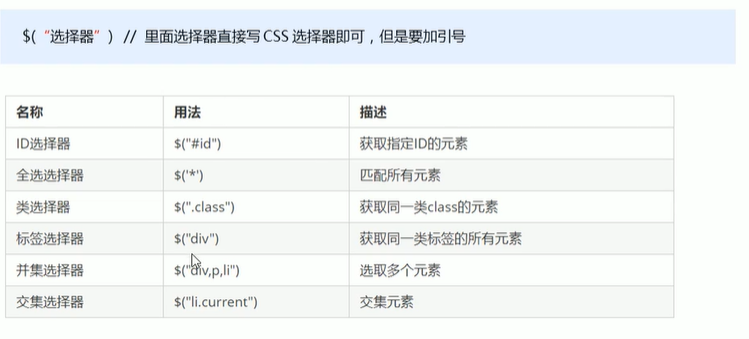 $( “选择器” ) // 里面选择器直接写 CSS 选择器即可，但是要加引号
名称 用法 描述
ID选择器 $("#id") 获取指定ID的元素
全选选择器 $('*') 匹配所有元素
类选择器 $(".class") 获取同一类class的元素
标签选择器 $("div") 获取同一类标签的所有元素
并集选择器 $("div,p,li") 选取多个元素
交集选择器 $("li.current") 交集元素